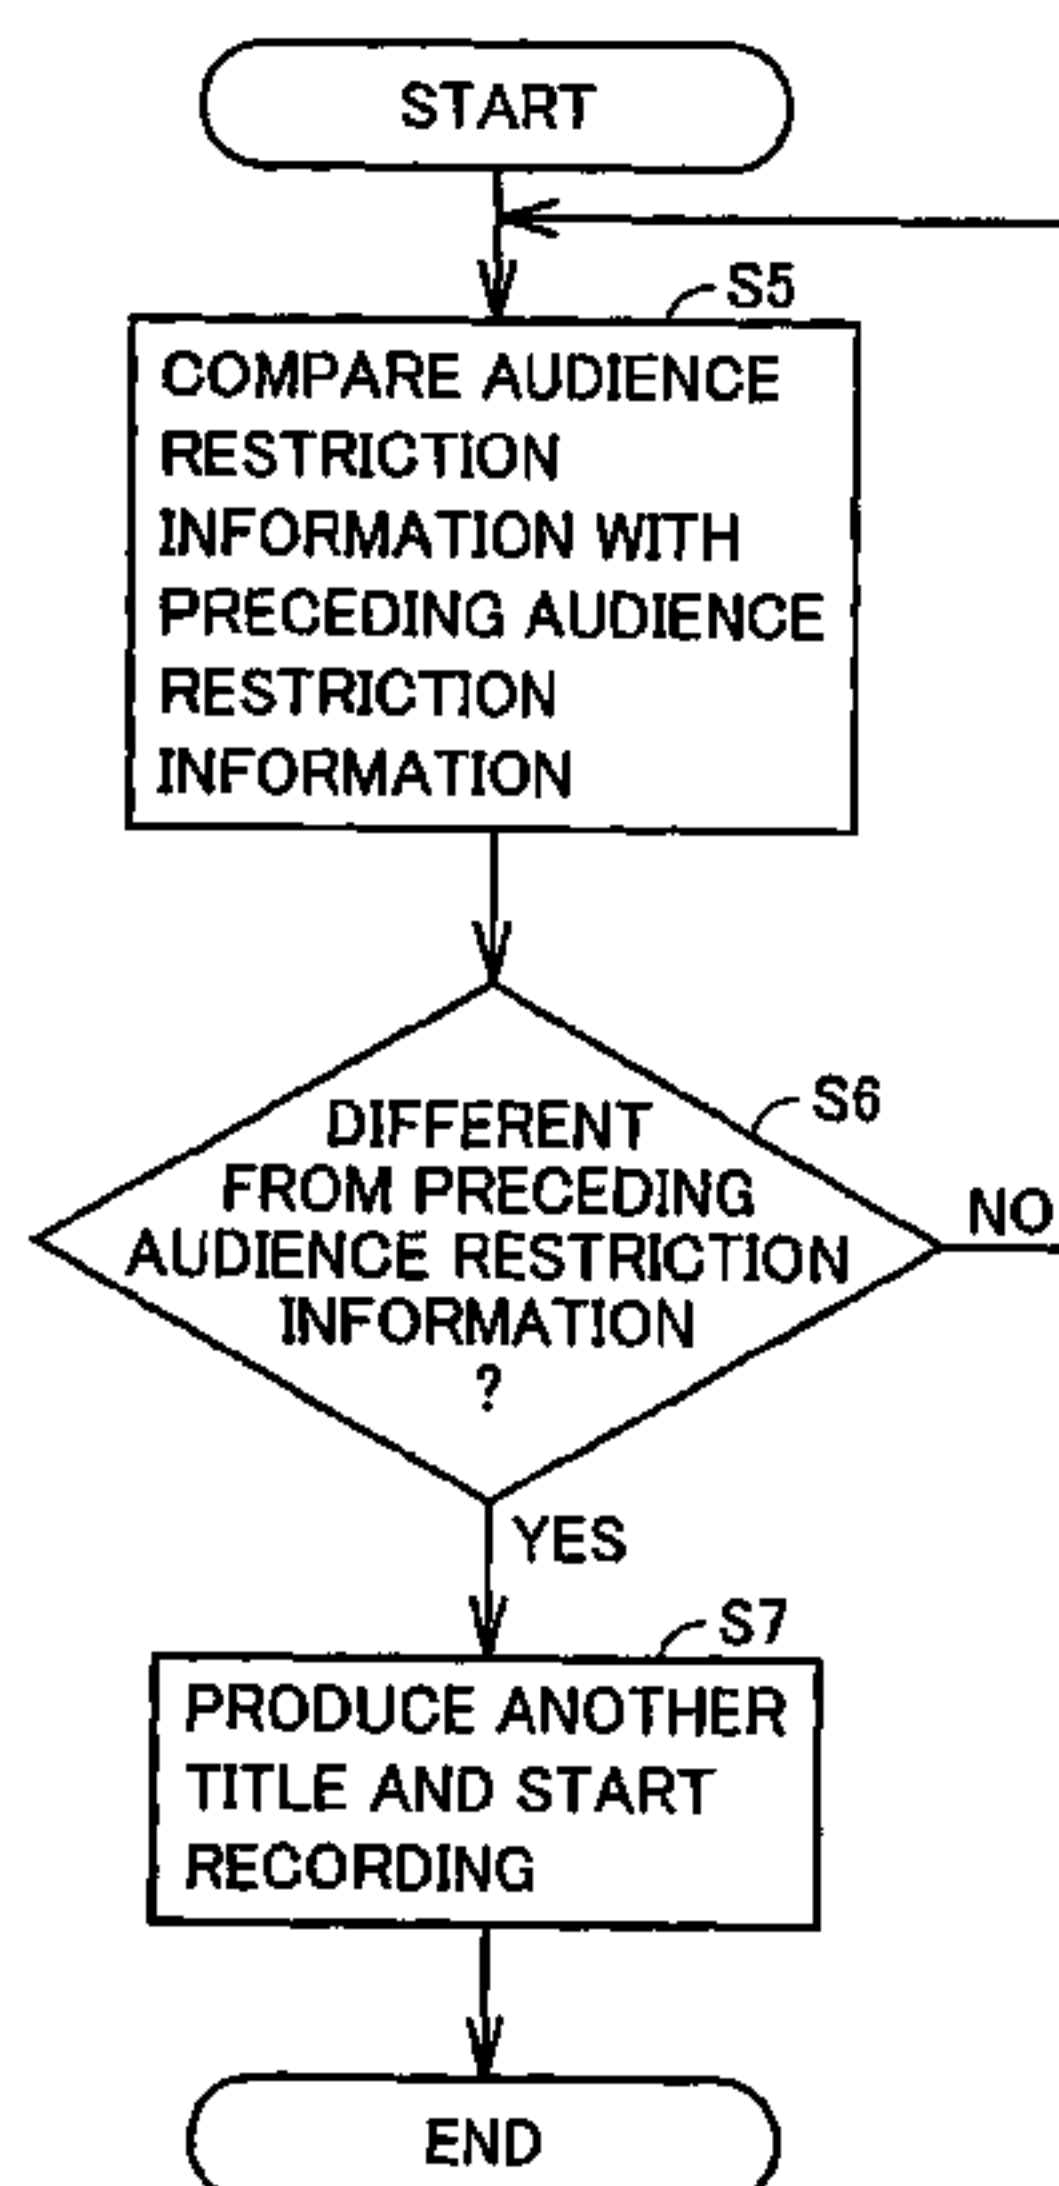 START
S5
COMPARE AUDIENCE
RESTRICTION
INFORMATION WITH
PRECEDING AUDIENCE
RESTRICTION
INFORMATION
S6
DIFFERENT
FROM PRECEDING
AUDIENCE RESTRICTION
INFORMATION
?
NO
YES
S7
PRODUCE ANOTHER
TITLE AND START
RECORDING
END